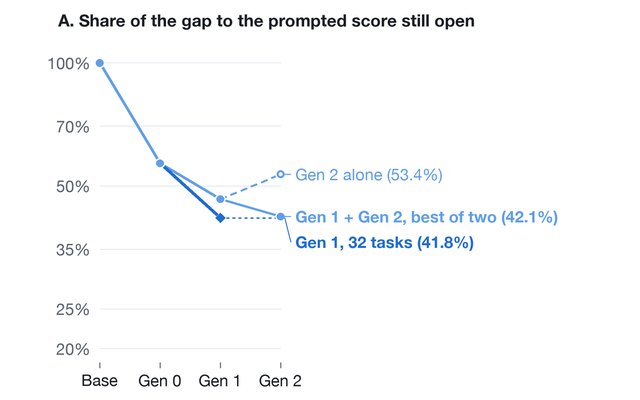 A. Share of the gap to the prompted score still open
100%
70%
50%
35%
25%
20%
Gen 2 alone (53.4%)
Gen 1 + Gen 2, best of two (42.1%)
Gen 1, 32 tasks (41.8%)
Base Gen 0 Gen 1 Gen 2